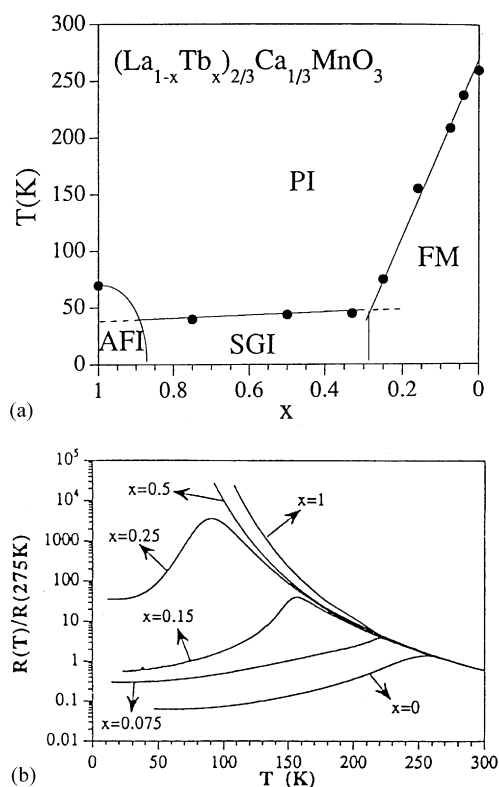 300
(La1-xTbx)2/3Ca1/3MnO3
250
200
T(K)
150
PI
FM
100
50
AFI
SGI
0
1 0.8 0.6 0.4 0.2 0
(a)
x
10^5
10^4
1000
100
10
1
0.1
0.01
R(T)/R(275K)
x=0.5
x=1
x=0.25
x=0.15
x=0.075
x=0
0 50 100 150 200 250 300
(b)
T (K)